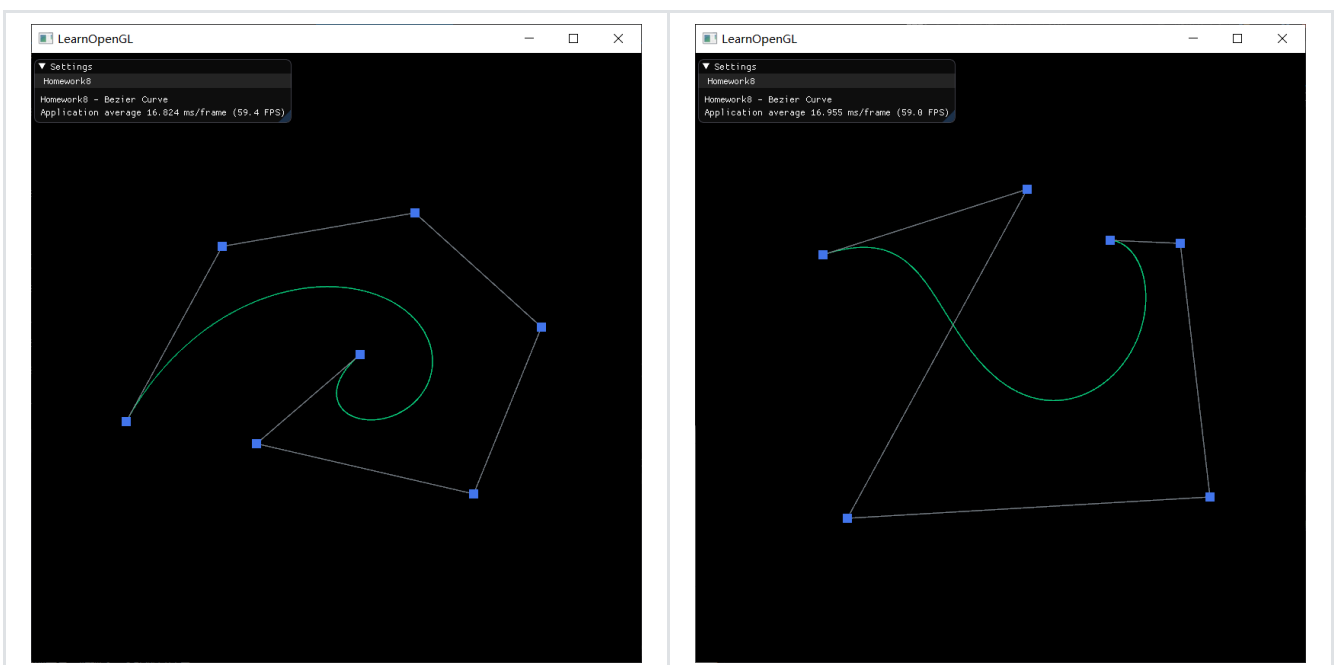 LearnOpenGL
Settings
Homework8
Homework8 - Bezier Curve
Application average 16.824 ms/frame (59.4 FPS)
LearnOpenGL
Settings
Homework8
Homework8 - Bezier Curve
Application average 16.955 ms/frame (59.0 FPS)